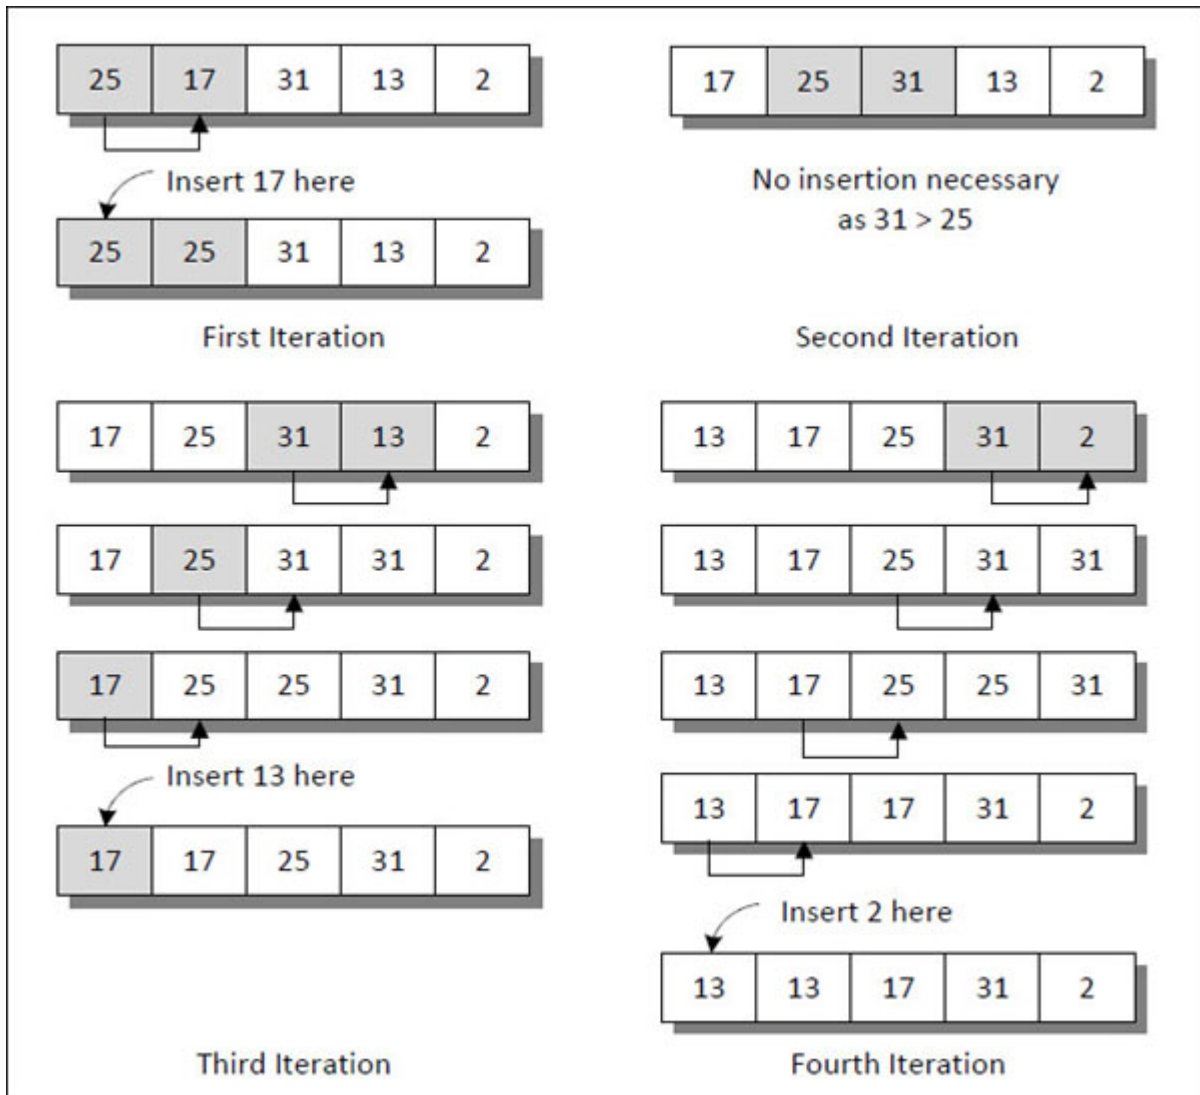 25 17 31 13 2
Insert 17 here
25 25 31 13 2
First Iteration
17 25 31 13 2
No insertion necessary
as 31 > 25
Second Iteration
17 25 31 13 2
17 25 31 31 2
17 25 25 31 2
Insert 13 here
17 17 25 31 2
Third Iteration
13 17 25 31 2
13 17 25 31 31
13 17 25 25 31
13 17 17 31 2
Insert 2 here
13 13 17 31 2
Fourth Iteration